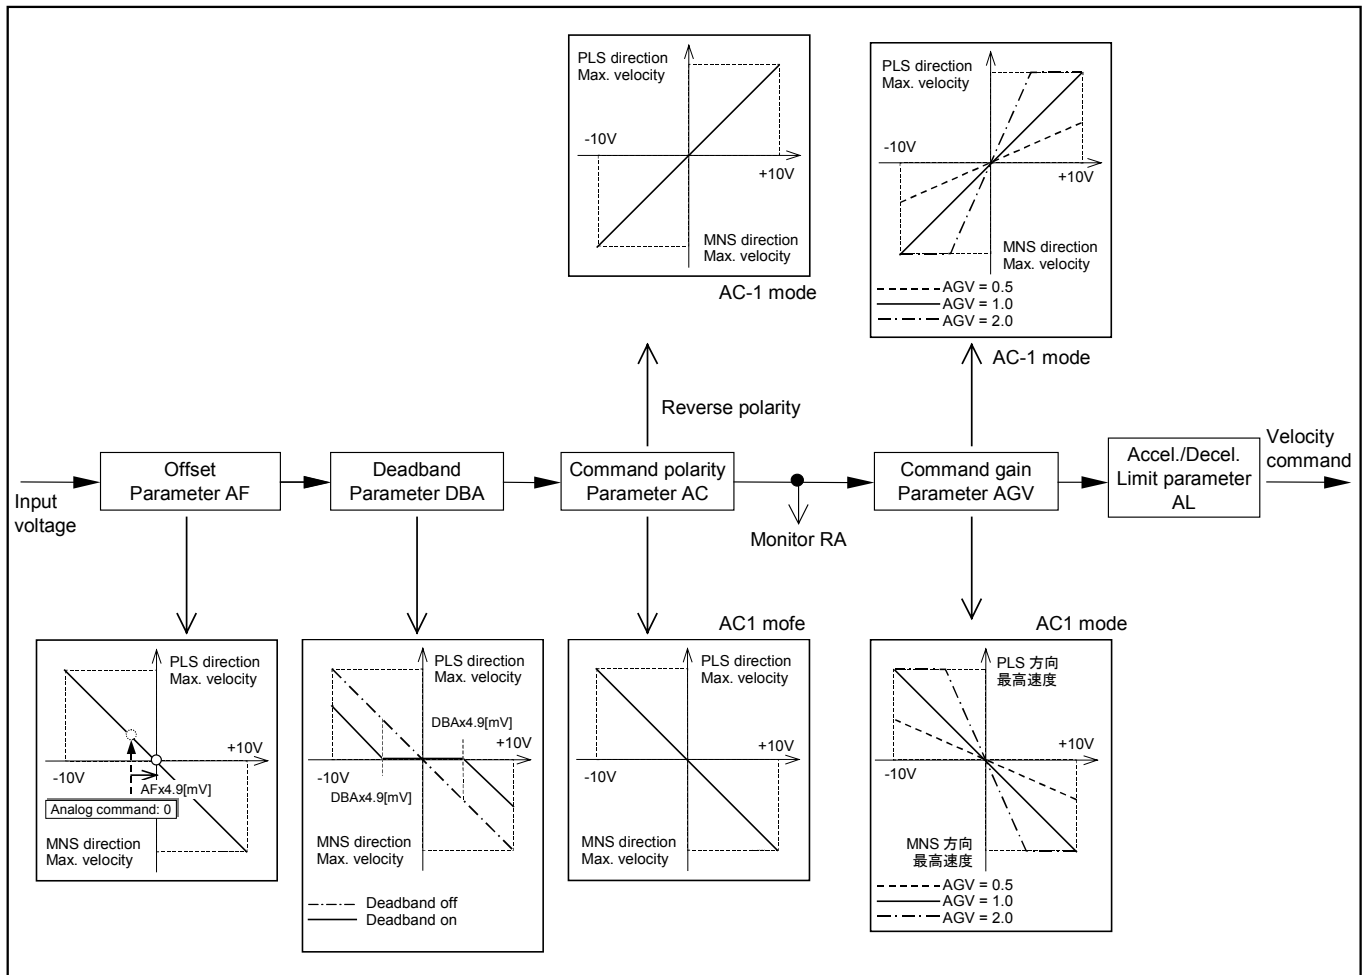 PLS direction
Max. velocity
-10V
+10V
MNS direction
Max. velocity
AC-1 mode
PLS direction
Max. velocity
-10V
+10V
MNS direction
Max. velocity
AGV = 0.5
AGV = 1.0
AGV = 2.0
AC-1 mode
Reverse polarity
Input
voltage
Offset
Parameter AF
Deadband
Parameter DBA
Command polarity
Parameter AC
Monitor RA
Command gain
Parameter AGV
Accel./Decel.
Limit parameter
AL
Velocity
command
PLS direction
Max. velocity
+10V
-10V
AFx4.9[mV]
Analog command: 0
MNS direction
Max. velocity
PLS direction
Max. velocity
DBAx4.9[mV]
+10V
-10V
DBAx4.9[mV]
MNS direction
Max. velocity
Deadband off
Deadband on
AC1 mofe
PLS direction
Max. velocity
+10V
-10V
MNS direction
Max. velocity
AC1 mode
PLS 方向
最高速度
+10V
-10V
MNS 方向
最高速度
AGV = 0.5
AGV = 1.0
AGV = 2.0